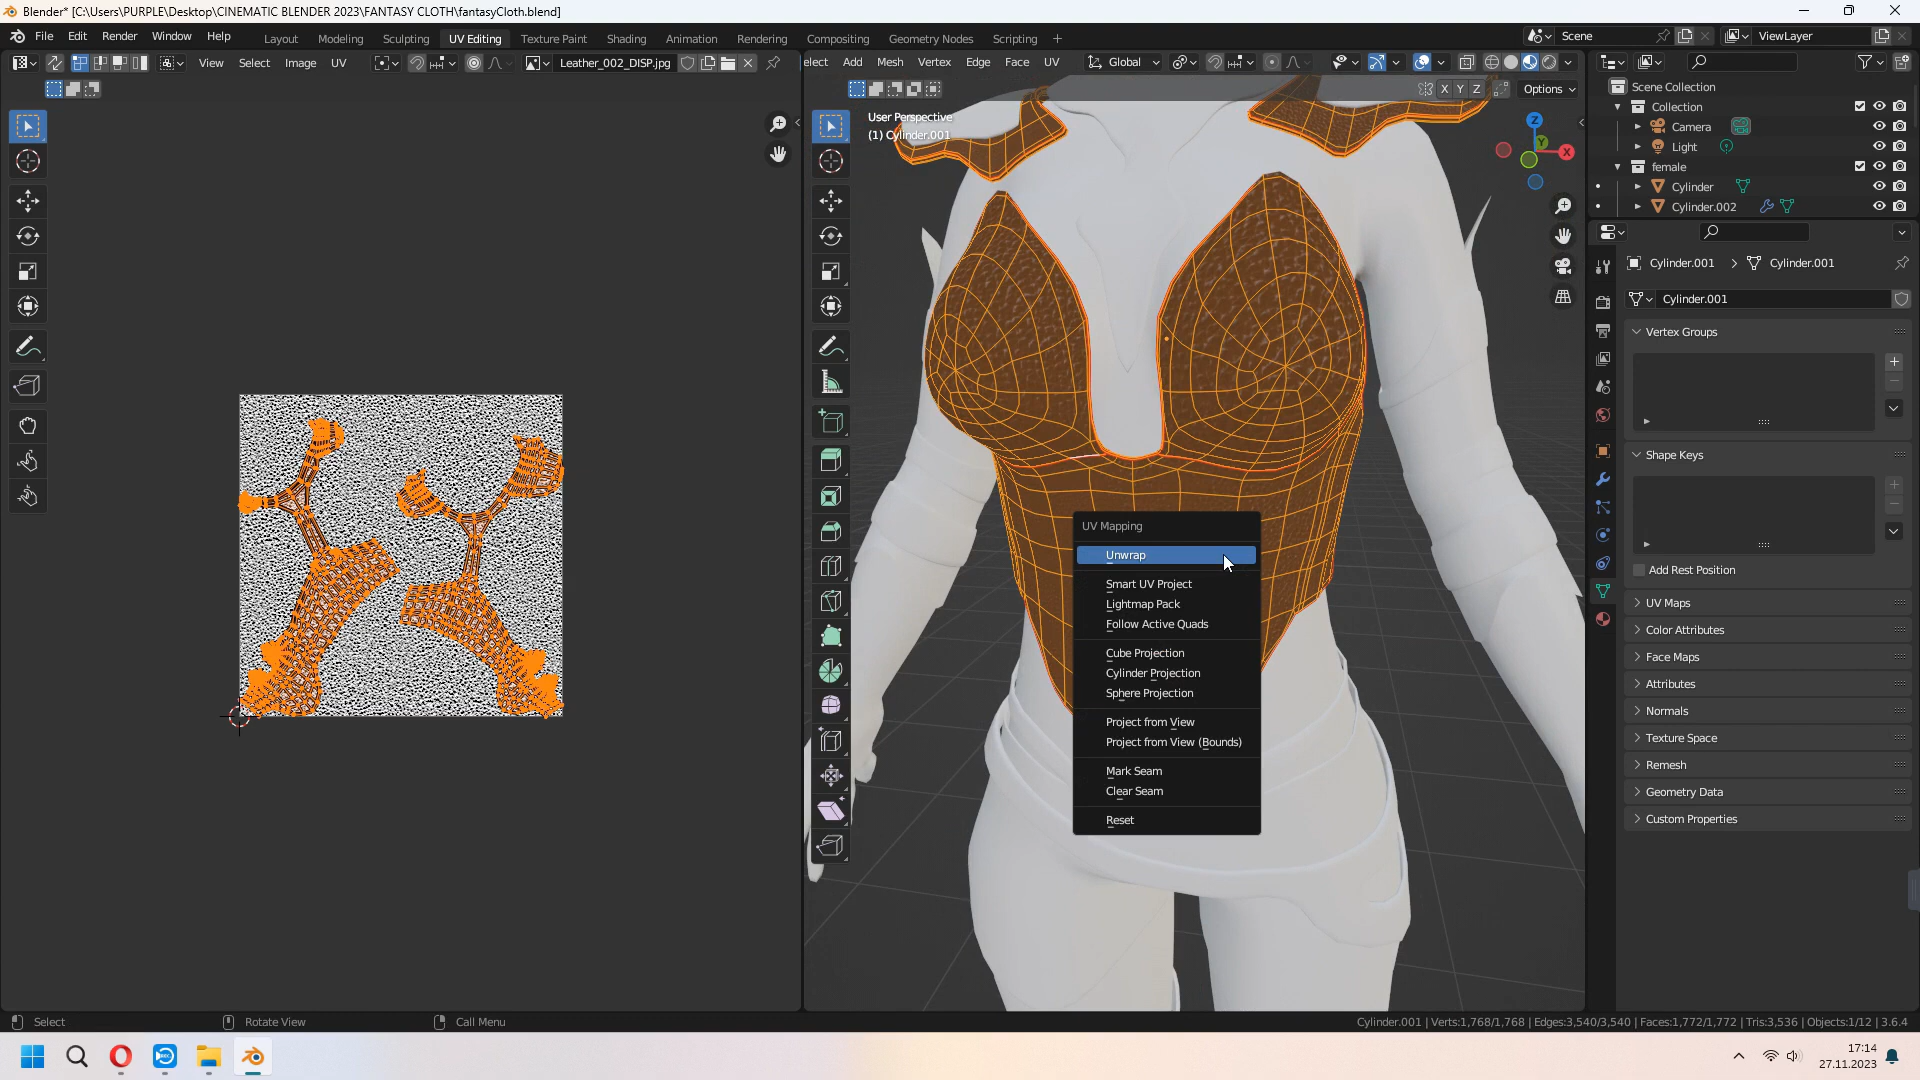 Blender* [C:\Users\PURPLE\Desktop\CINEMATIC BLENDER 2023\FANTASY CLOTH\fantasyCloth.blend]
File Edit Render Window Help Layout Modeling Sculpting UV Editing Texture Paint Shading Animation Rendering Compositing Geometry Nodes Scripting + Scene ViewLayer
View Select Image UV Leather_002_DISP.jpg elect Add Mesh Vertex Edge Face UV Global
X Y Z Options
User Perspective
(1) Cylinder.001
Z
Y
X
Scene Collection
Collection
Camera
Light
female
Cylinder
Cylinder.002
Cylinder.001 > Cylinder.001
Cylinder.001
Vertex Groups
Shape Keys
Add Rest Position
UV Maps
Color Attributes
Face Maps
Attributes
Normals
Texture Space
Remesh
Geometry Data
Custom Properties
UV Mapping
Unwrap
Smart UV Project
Lightmap Pack
Follow Active Quads
Cube Projection
Cylinder Projection
Sphere Projection
Project from View
Project from View (Bounds)
Mark Seam
Clear Seam
Reset
Select Rotate View Call Menu Cylinder.001 | Verts:1,768/1,768 | Edges:3,540/3,540 | Faces:1,772/1,772 | Tris:3,536 | Objects:1/12 | 3.6.4
17:14
27.11.2023